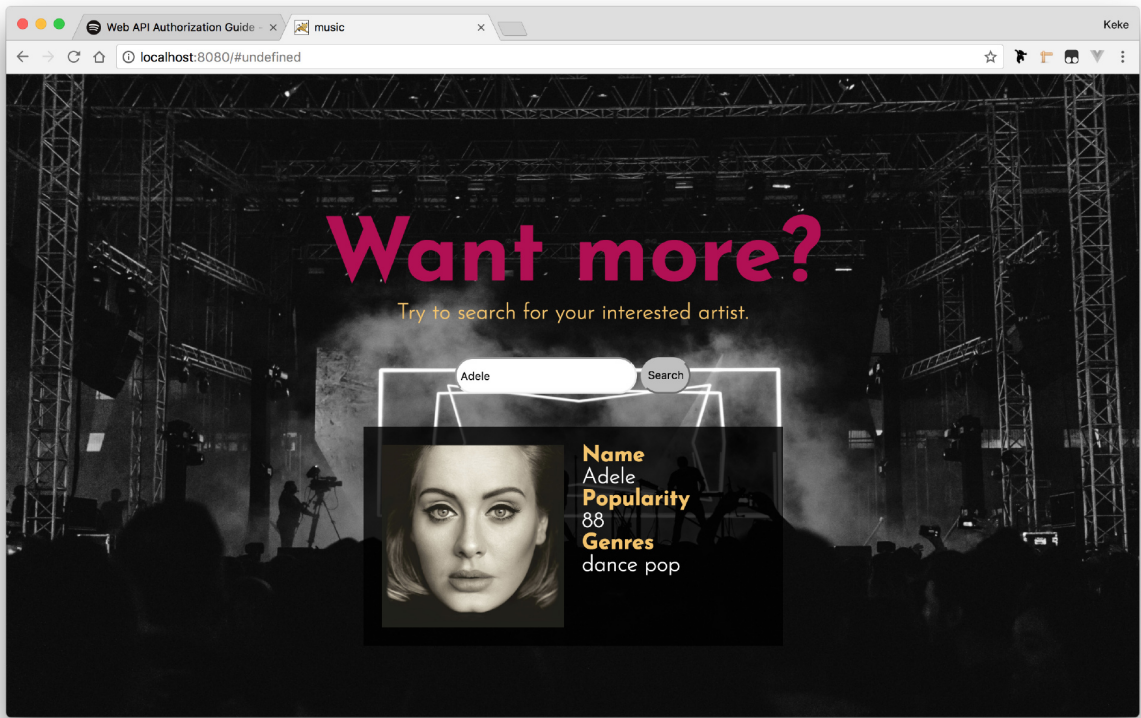 Web API Authorization Guide -
music
Keke
localhost:8080/#undefined
Want more?
Try to search for your interested artist.
Adele
Search
Name
Adele
Popularity
88
Genres
dance pop